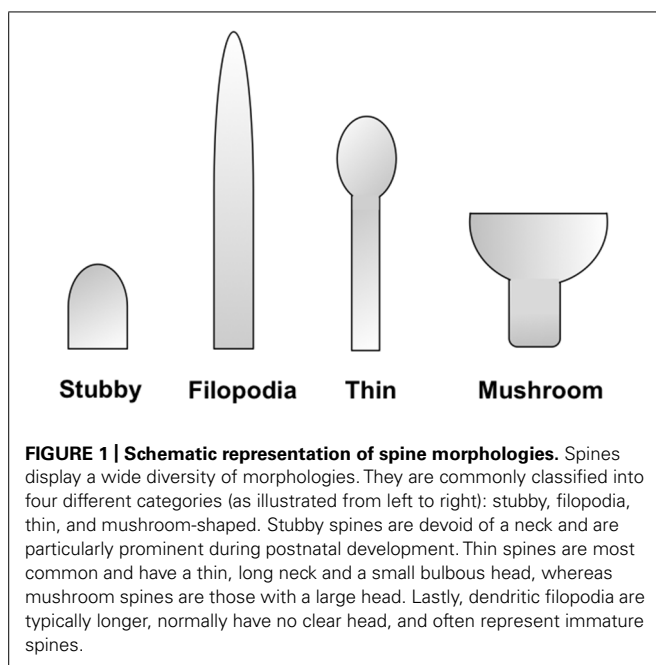 Stubby Filopodia Thin Mushroom
FIGURE 1 | Schematic representation of spine morphologies. Spines
display a wide diversity of morphologies. They are commonly classified into
four different categories (as illustrated from left to right): stubby, filopodia,
thin, and mushroom-shaped. Stubby spines are devoid of a neck and are
particularly prominent during postnatal development. Thin spines are most
common and have a thin, long neck and a small bulbous head, whereas
mushroom spines are those with a large head. Lastly, dendritic filopodia are
typically longer, normally have no clear head, and often represent immature
spines.